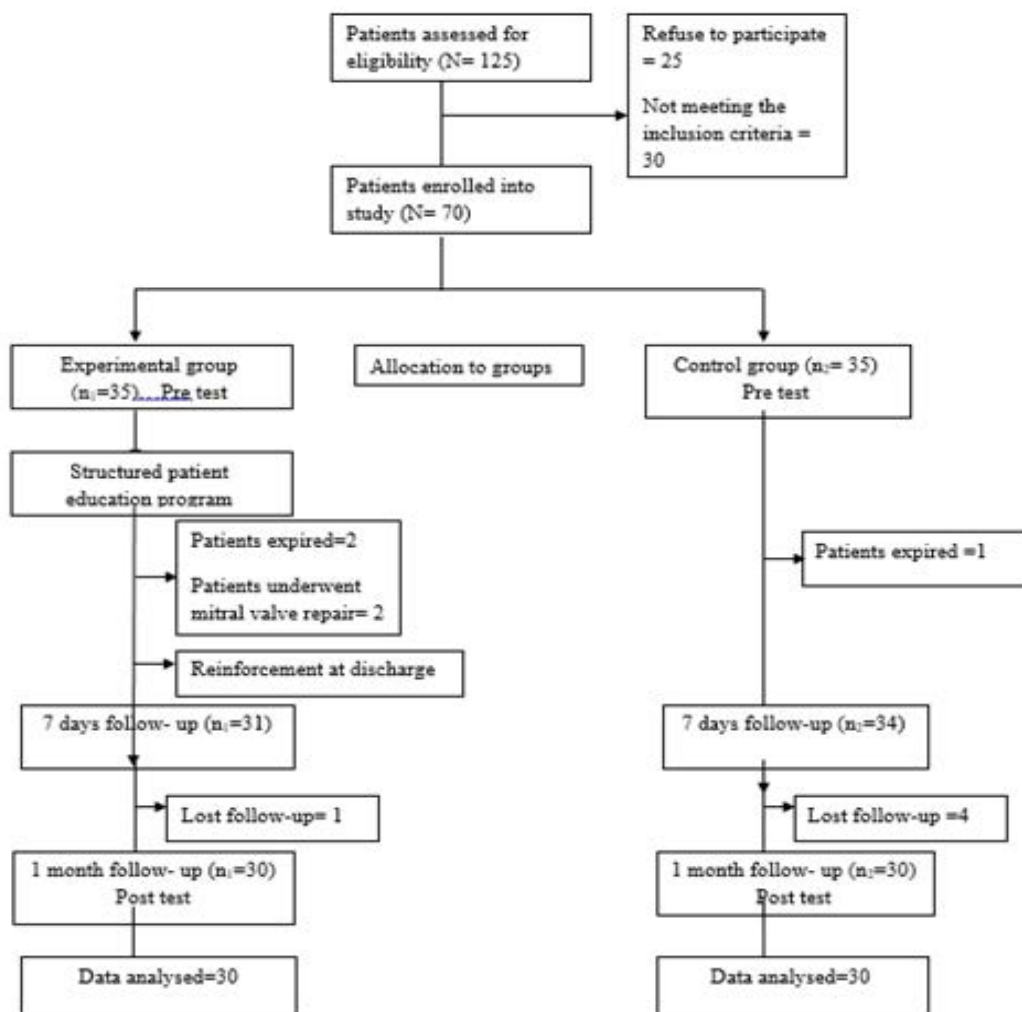 Patients assessed for
eligibility (N= 125)
Refuse to participate
= 25
Not meeting the
inclusion criteria =
30
Patients enrolled into
study (N= 70)
Experimental group
(n₁=35)....Pre test
Allocation to groups
Control group (n₂= 35)
Pre test
Structured patient
education program
Patients expired=2
Patients underwent
mitral valve repair= 2
Patients expired =1
Reinforcement at discharge
7 days follow- up (n₁=31)
7 days follow-up (n₂=34)
Lost follow-up= 1
Lost follow-up =4
1 month follow- up (n₁=30)
Post test
1 month follow- up (n₂=30)
Post test
Data analysed=30
Data analysed=30